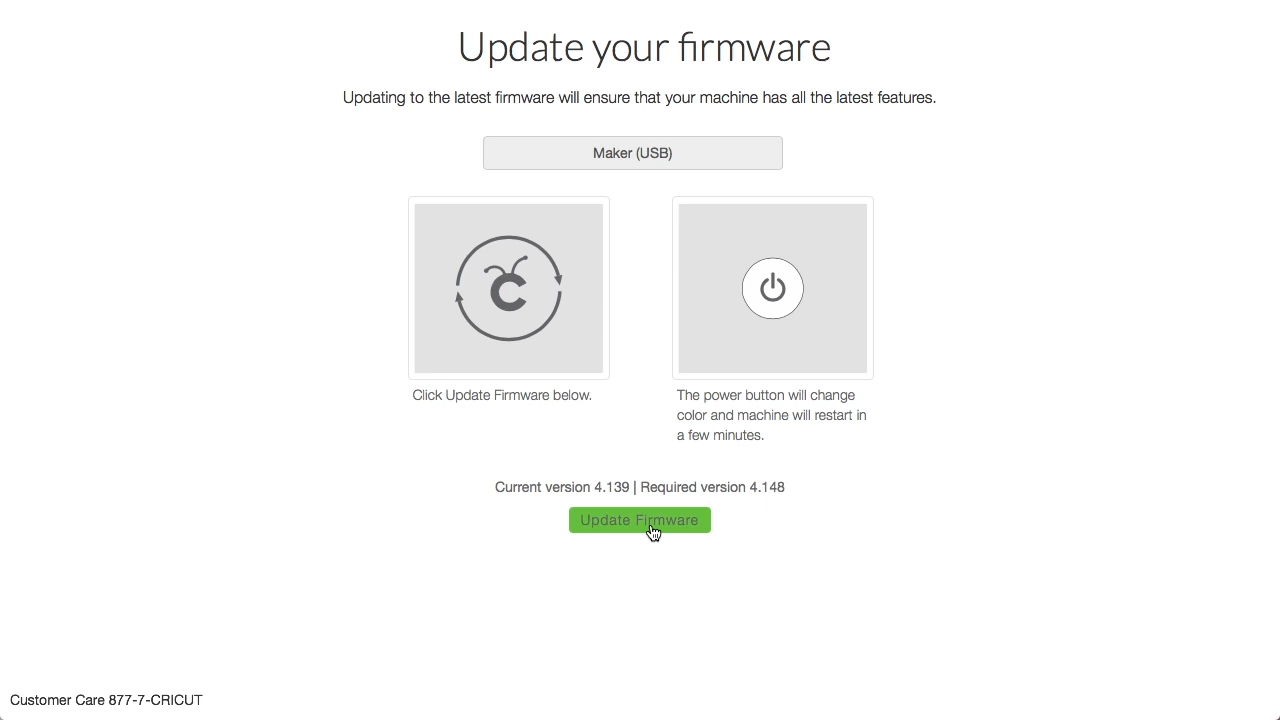 Update your firmware
Updating to the latest firmware will ensure that your machine has all the latest features.
Maker (USB)
Click Update Firmware below.
The power button will change
color and machine will restart in
a few minutes.
Current version 4.139 | Required version 4.148
Update Firmware
Customer Care 877-7-CRICUT